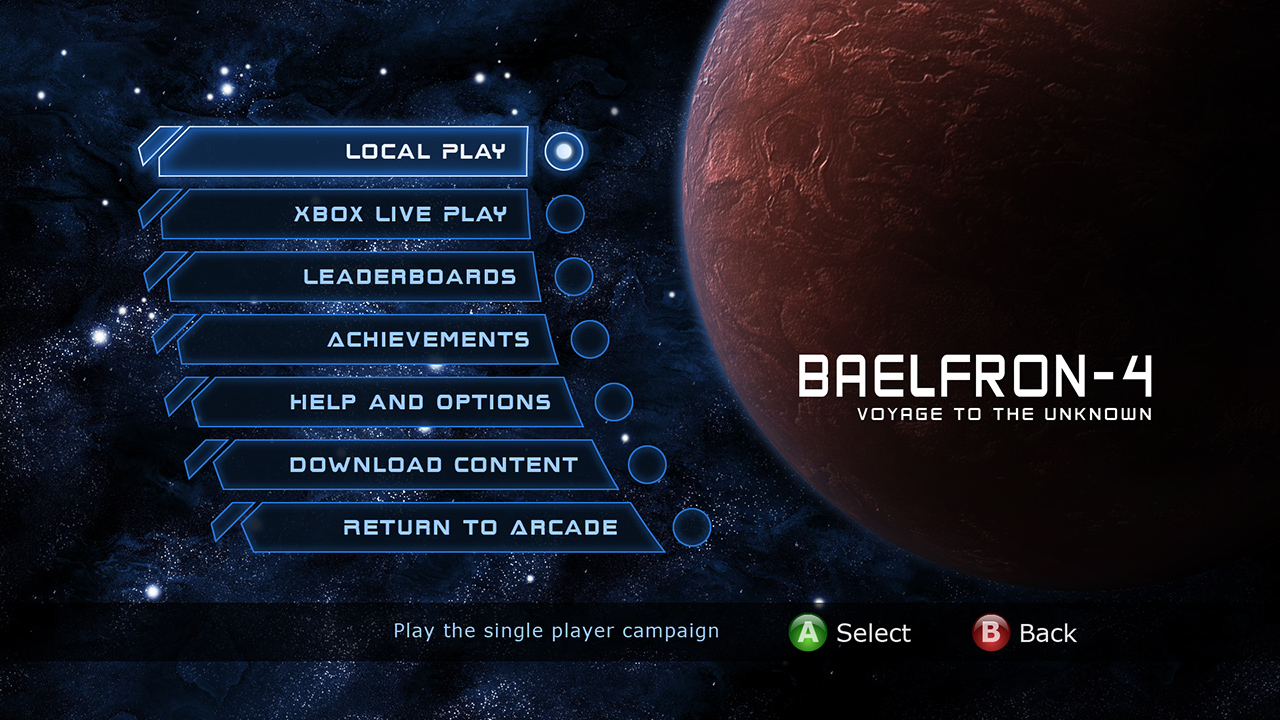 LOCAL PLAY
XBOX LIVE PLAY
LEADERBOARDS
ACHIEVEMENTS
HELP AND OPTIONS
DOWNLOAD CONTENT
RETURN TO ARCADE
BAELFRON-4
VOYAGE TO THE UNKNOWN
Play the single player campaign
A Select
B Back